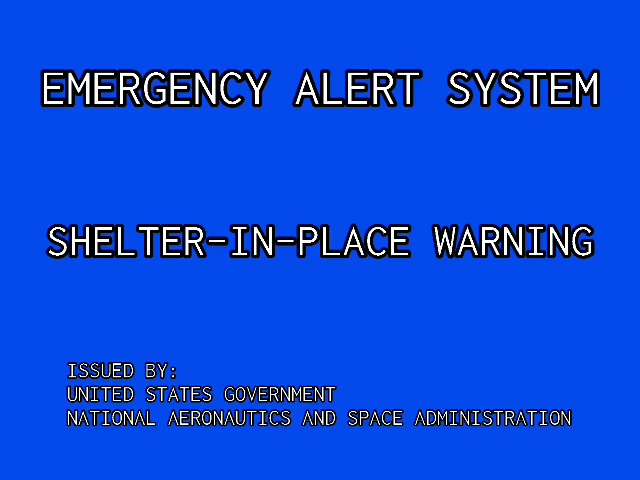 EMERGENCY ALERT SYSTEM
SHELTER-IN-PLACE WARNING
ISSUED BY:
UNITED STATES GOVERNMENT
NATIONAL AERONAUTICS AND SPACE ADMINISTRATION